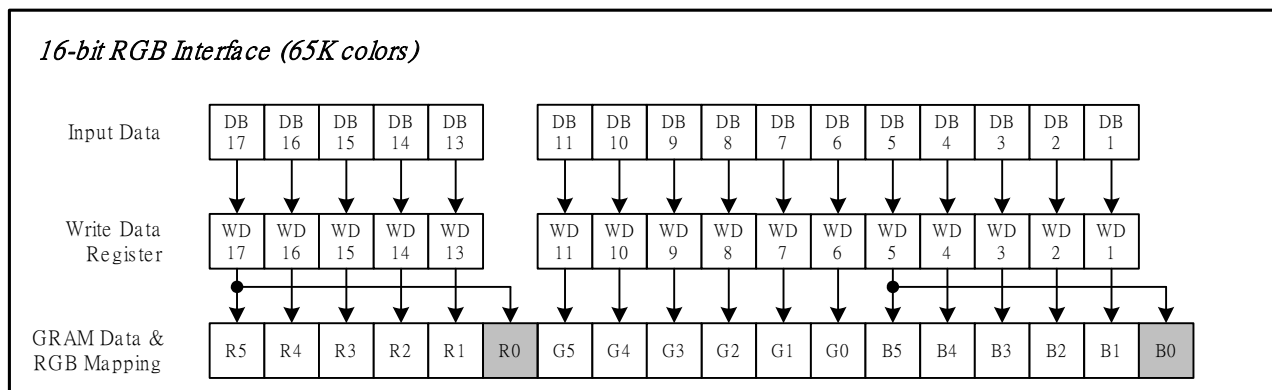 16-bit RGB Interface (65K colors)
Input Data
DB DB DB DB DB DB DB DB DB DB DB DB DB DB DB DB
17 16 15 14 13 11 10 9 8 7 6 5 4 3 2 1
Write Data
Register
WD WD WD WD WD WD WD WD WD WD WD WD WD WD WD WD
17 16 15 14 13 11 10 9 8 7 6 5 4 3 2 1
GRAM Data &
RGB Mapping
R5 R4 R3 R2 R1 R0 G5 G4 G3 G2 G1 G0 B5 B4 B3 B2 B1 B0